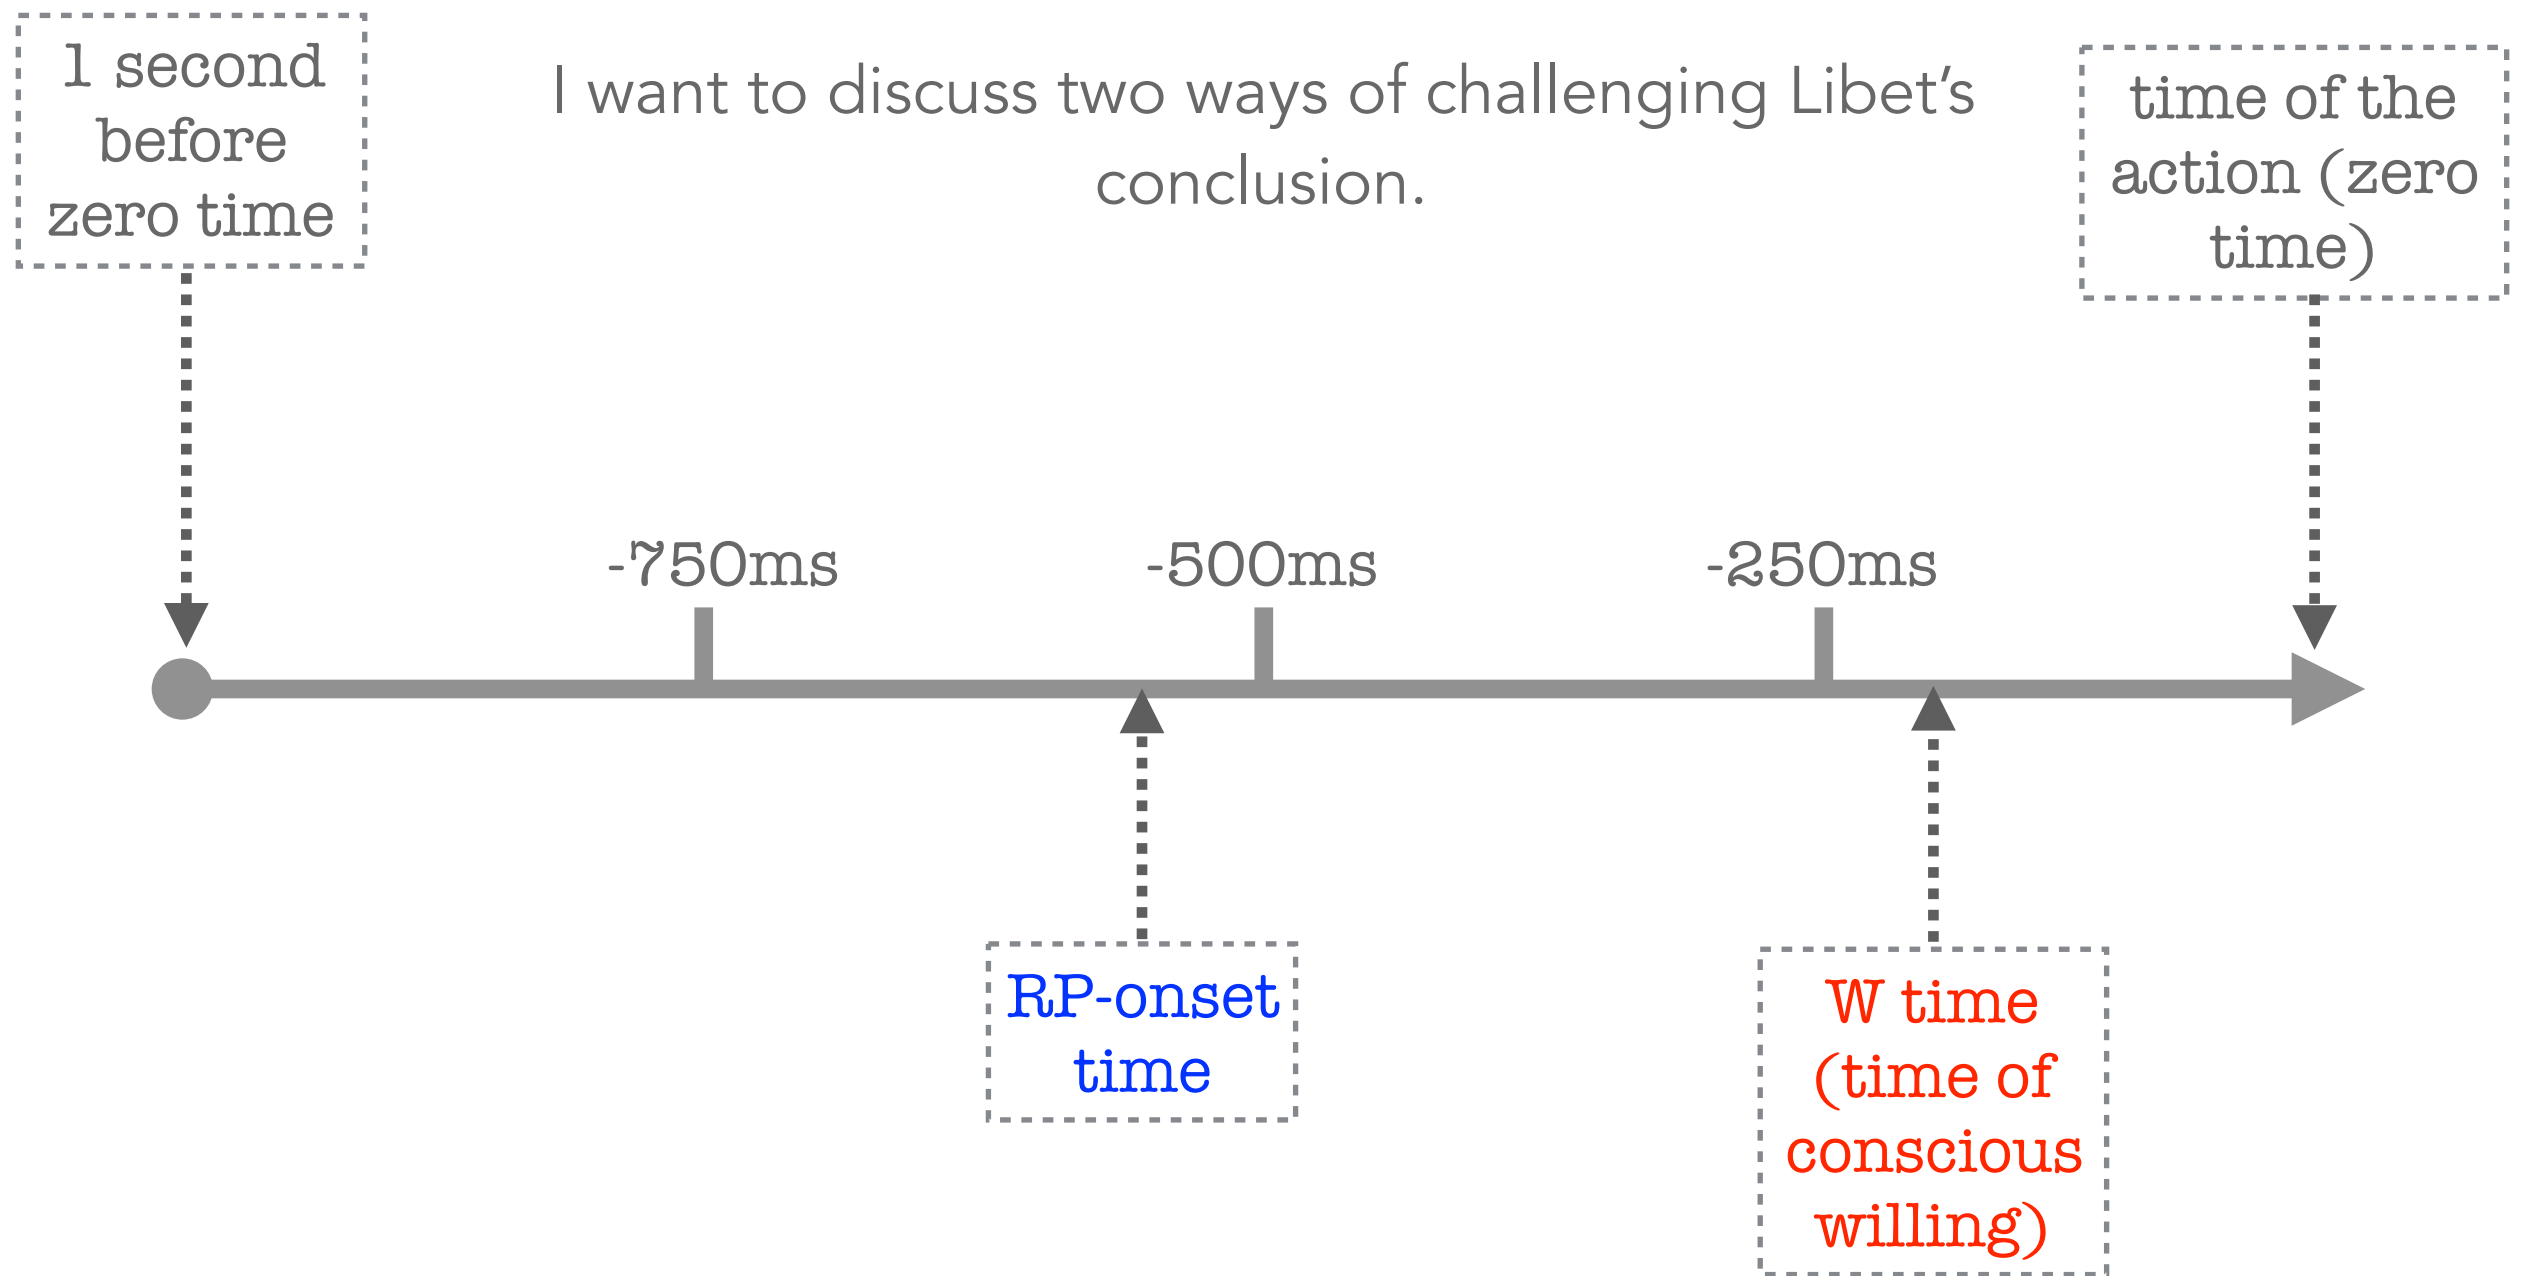 1 second
before
zero time
I want to discuss two ways of challenging Libet’s
conclusion.
time of the
action (zero
time)
-750ms
-500ms
-250ms
RP-onset
time
W time
(time of
conscious
willing)